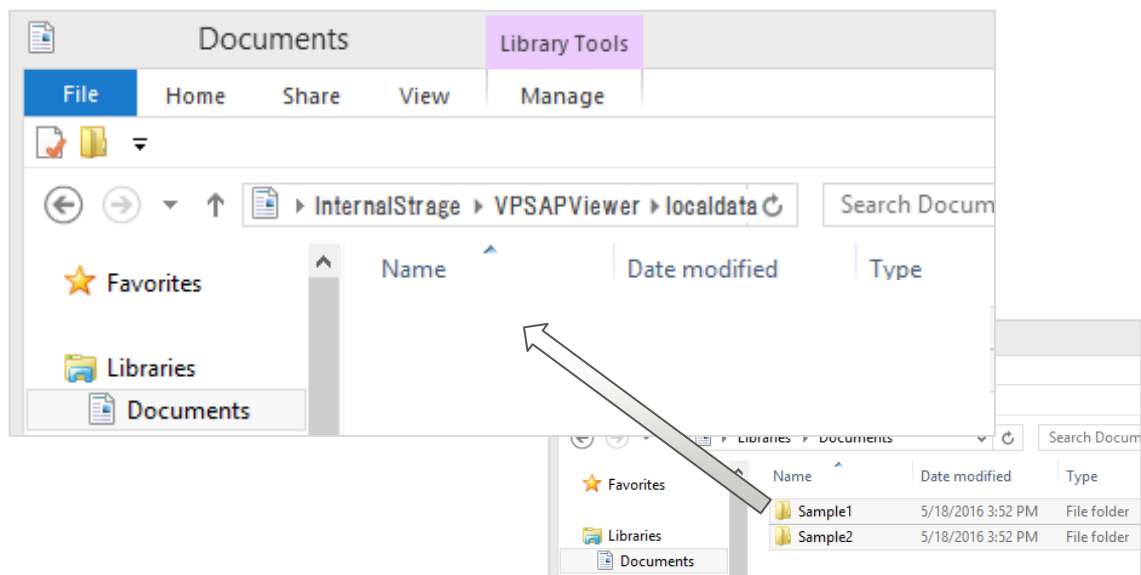 Documents
Library Tools
File Home Share View Manage
InternalStrage VPSAPViewer localdata Search Docum
Name Date modified Type
Favorites
Libraries
Documents
Libraries Documents Search Docum
Name Date modified Type
Favorites
Sample1 5/18/2016 3:52 PM File folder
Libraries Sample2 5/18/2016 3:52 PM File folder
Documents